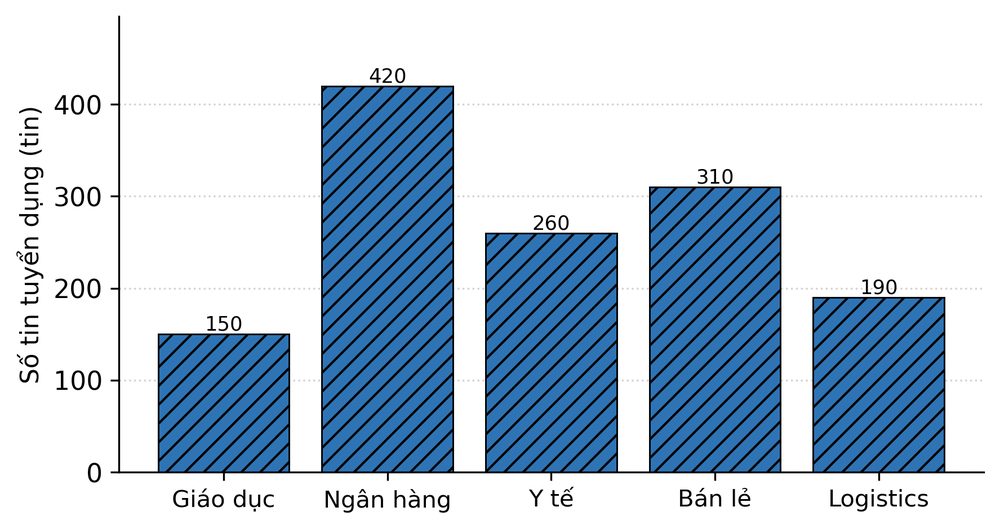 Số tin tuyển dụng (tin)
400
300
200
100
0
150
420
260
310
190
Giáo dục
Ngân hàng
Y tế
Bán lẻ
Logistics